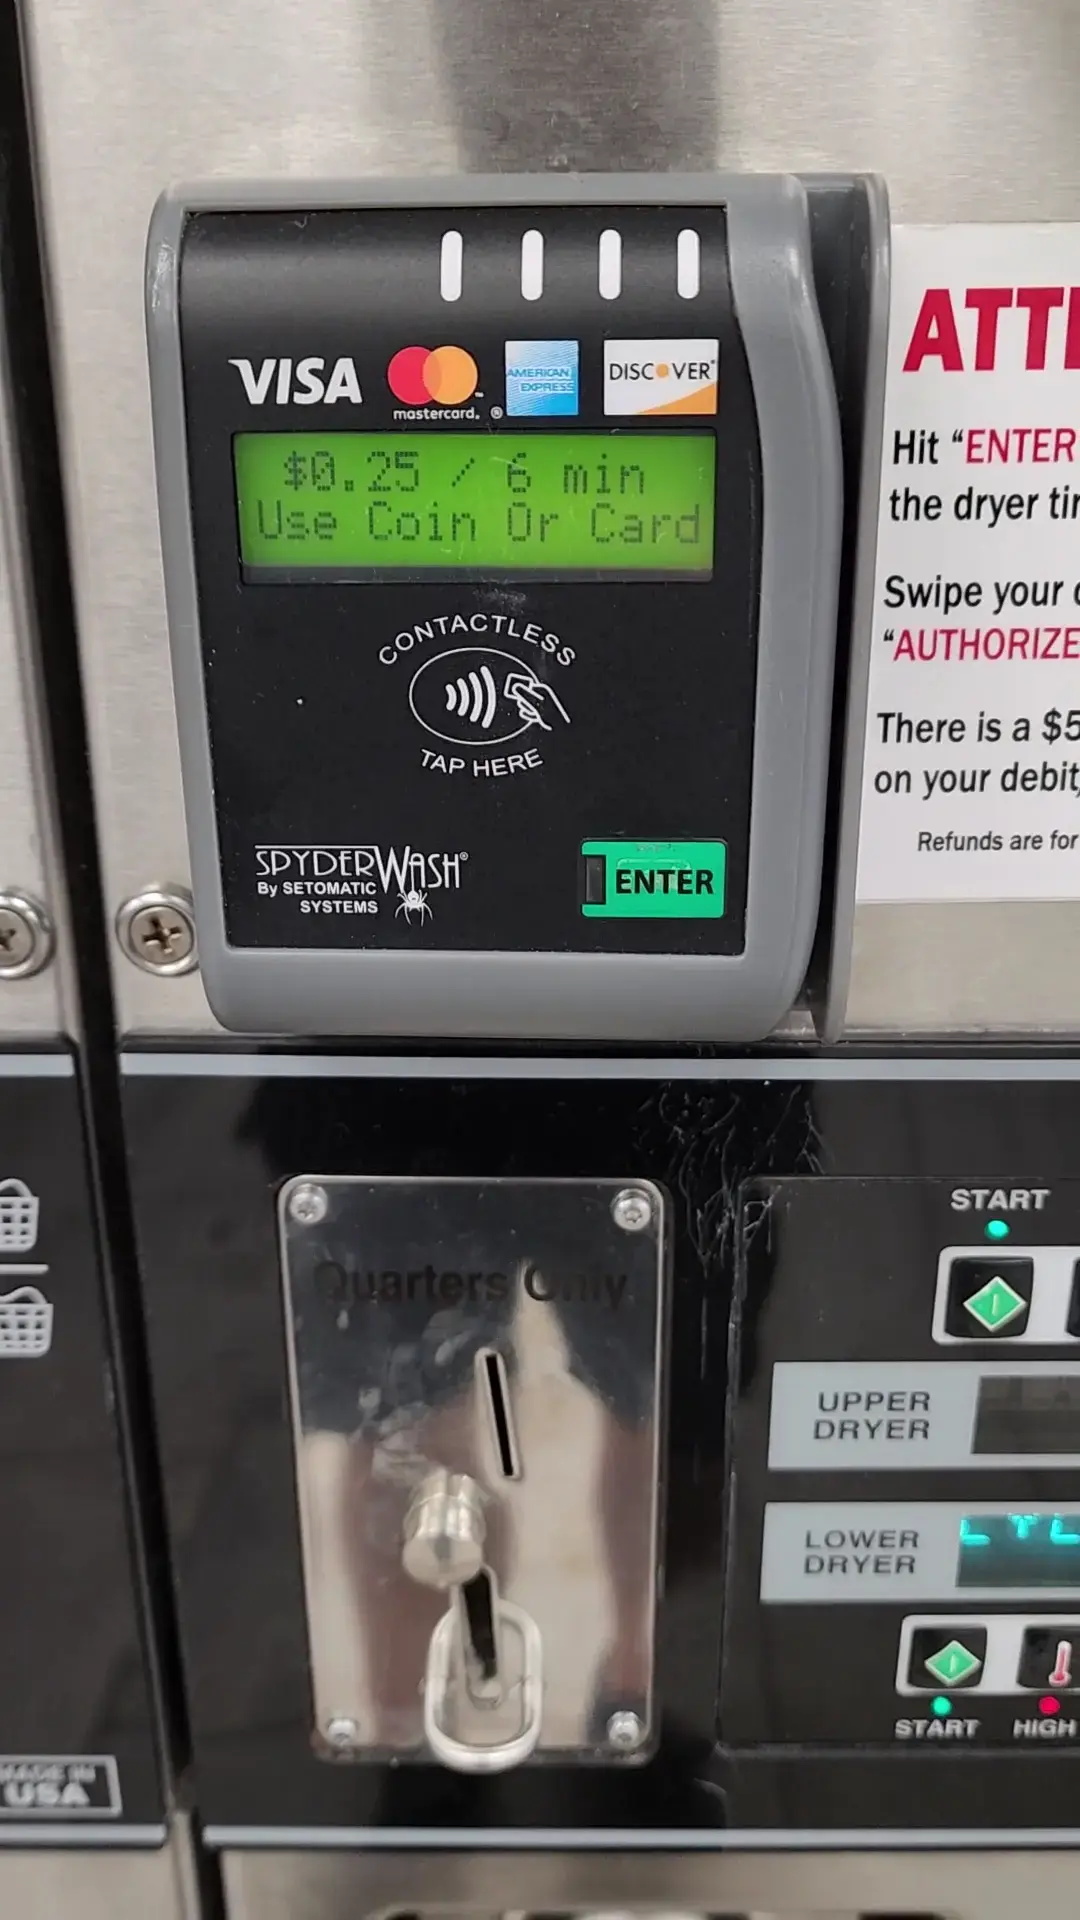 VISA
mastercard.
AMERICAN
EXPRESS
DISCOVER
$0.25 / 6 min
Use Coin Or Card
CONTACTLESS
TAP HERE
SPYDERWASH®
By SETOMATIC
SYSTEMS
ENTER
ATT
Hit “ENTER
the dryer
Swipe your
“AUTHORIZE
There is a $5
on your debit
Refunds are for
Quarters Only
START
UPPER
DRYER
LOWER
DRYER
START HIGH
MADE IN
USA